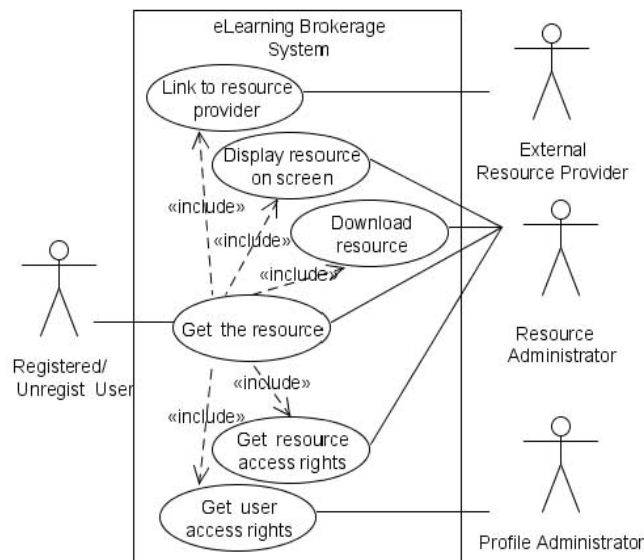 eLearning Brokerage
System
Link to resource
provider
Display resource
on screen
«include»
«include»
Download
resource
«include»
Get the resource
«include»
«include»
Get resource
access rights
Get user
access rights
Registered/
Unregist User
External
Resource Provider
Resource
Administrator
Profile Administrator